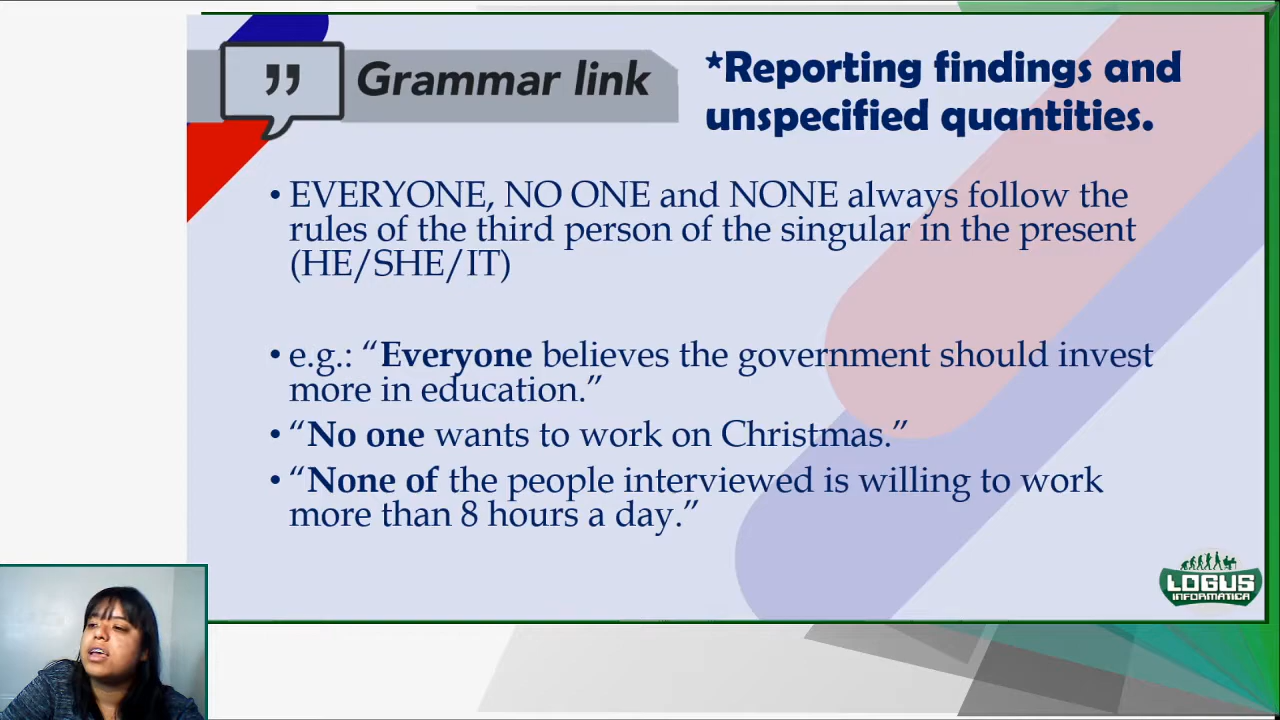 ”
Grammar link
*Reporting findings and
unspecified quantities.
• EVERYONE, NO ONE and NONE always follow the
rules of the third person of the singular in the present
(HE/SHE/IT)
• e.g.: “Everyone believes the government should invest
more in education.”
• “No one wants to work on Christmas.”
• “None of the people interviewed is willing to work
more than 8 hours a day.”
LOGUS
INFORMATICA